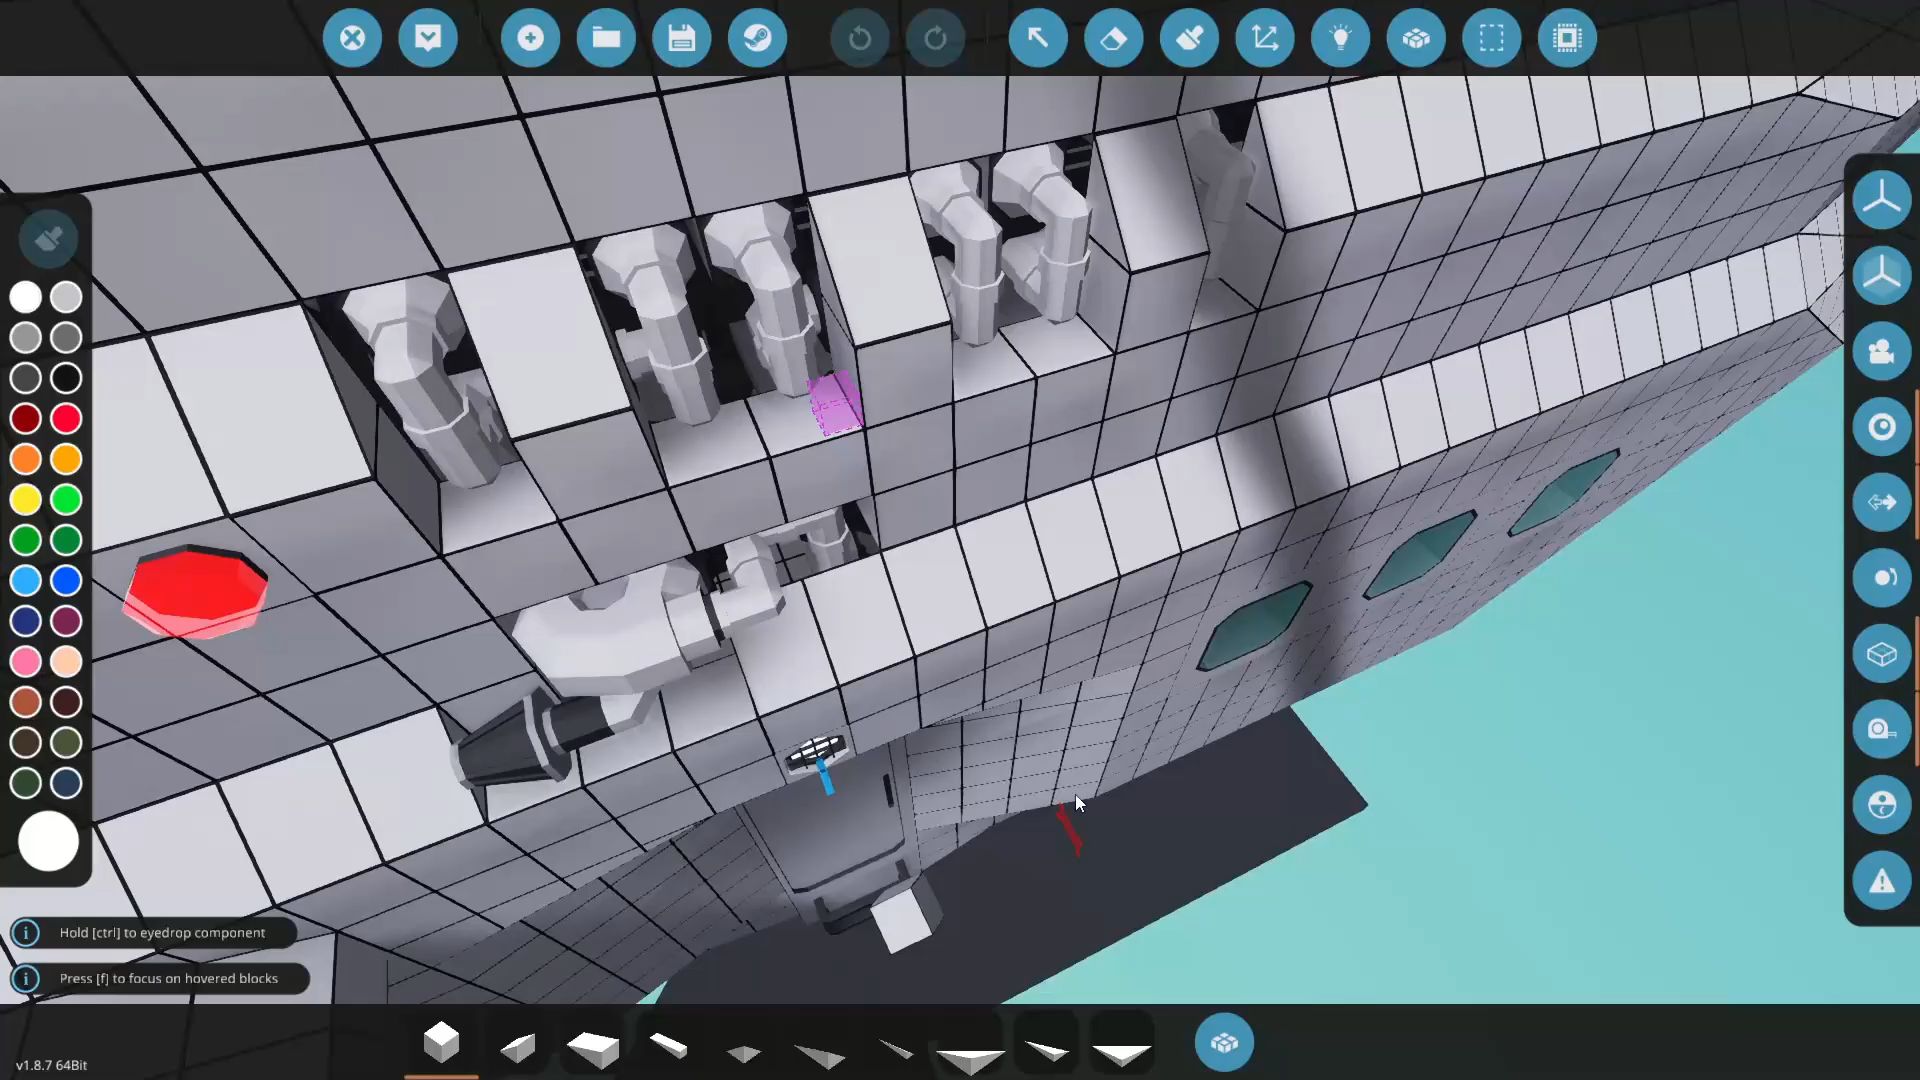 Hold [ctrl] to eyedrop component
Press [f] to focus on hovered blocks
v1.8.7 64Bit